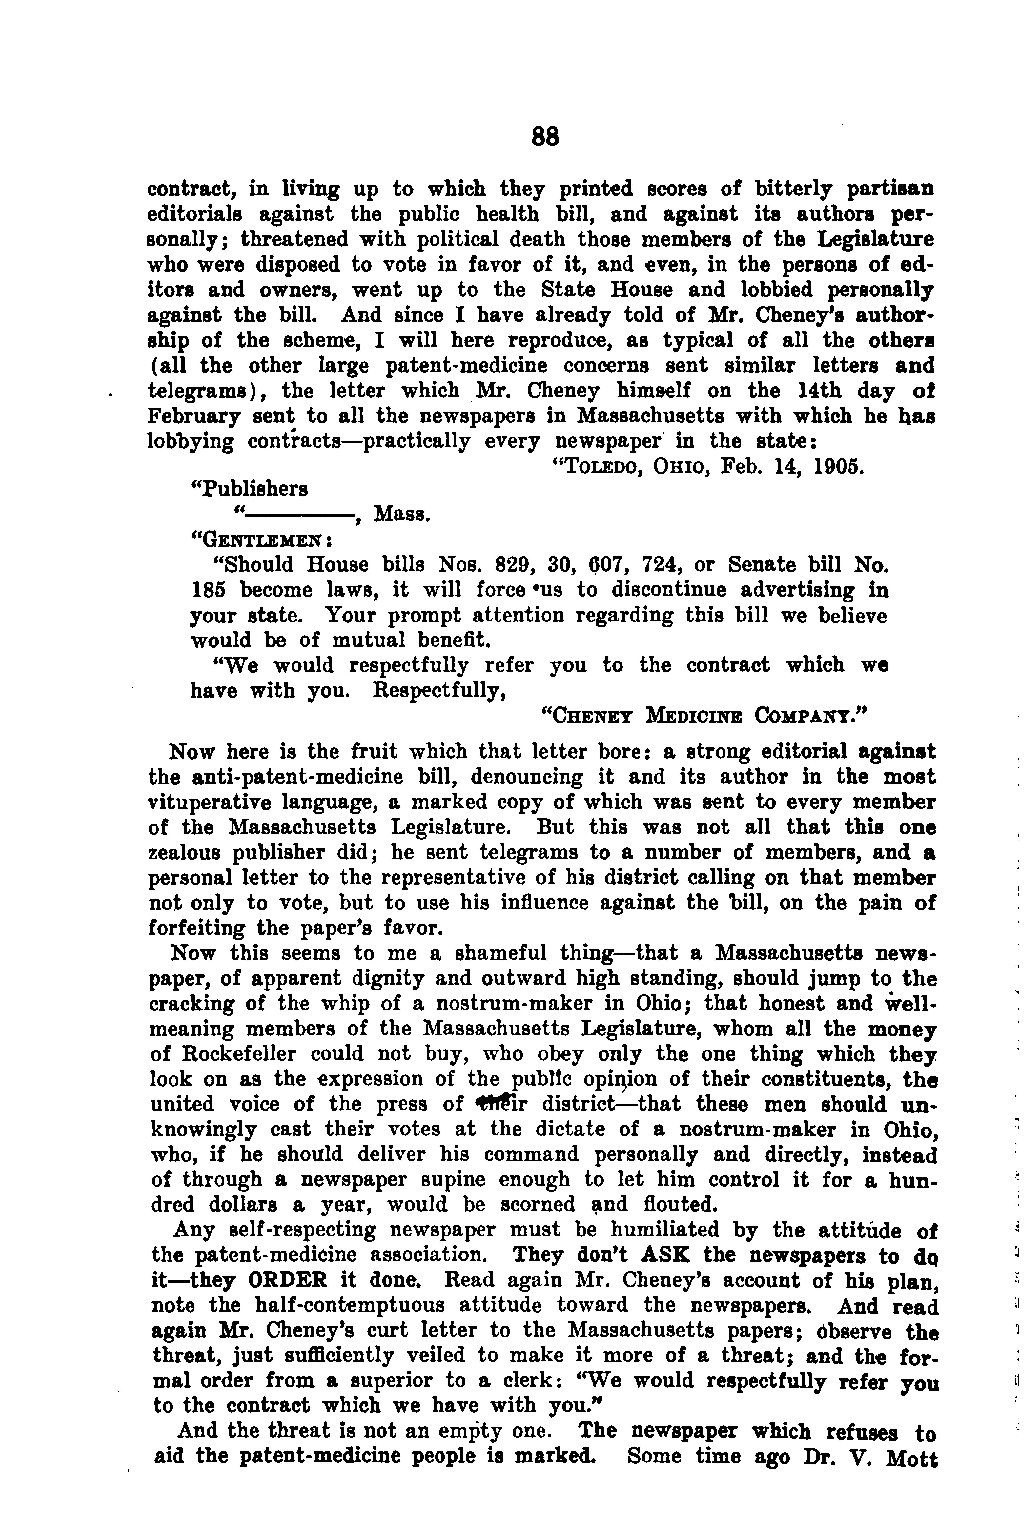 88
contract, in living up to which they printed scores of bitterly partisan
editorials against the public health bill, and against its authors per-
sonally; threatened with political death those members of the Legislature
who were disposed to vote in favor of it, and even, in the persons of ed-
itors and owners, went up to the State House and lobbied personally
against the bill. And since I have already told of Mr. Cheney's author-
ship of the scheme, I will here reproduce, as typical of all the others
(all the other large patent-medicine concerns sent similar letters and
telegrams), the letter which Mr. Cheney himself on the 14th day of
February sent to all the newspapers in Massachusetts with which he has
lobbying contracts—practically every newspaper in the state:
"TOLEDO, OHIO, Feb. 14, 1905.
"Publishers
"————, Mass.
"GENTLEMEN:
"Should House bills Nos. 829, 30, 607, 724, or Senate bill No.
185 become laws, it will force us to discontinue advertising in
your state. Your prompt attention regarding this bill we believe
would be of mutual benefit.
"We would respectfully refer you to the contract which we
have with you. Respectfully,
"CHENEY MEDICINE COMPANY."
Now here is the fruit which that letter bore: a strong editorial against
the anti-patent-medicine bill, denouncing it and its author in the most
vituperative language, a marked copy of which was sent to every member
of the Massachusetts Legislature. But this was not all that this one
zealous publisher did; he sent telegrams to a number of members, and a
personal letter to the representative of his district calling on that member
not only to vote, but to use his influence against the bill, on the pain of
forfeiting the paper's favor.
Now this seems to me a shameful thing—that a Massachusetts news-
paper, of apparent dignity and outward high standing, should jump to the
cracking of the whip of a nostrum-maker in Ohio; that honest and well-
meaning members of the Massachusetts Legislature, whom all the money
of Rockefeller could not buy, who obey only the one thing which they
look on as the expression of the public opinion of their constituents, the
united voice of the press of their district—that these men should un-
knowingly cast their votes at the dictate of a nostrum-maker in Ohio,
who, if he should deliver his command personally and directly, instead
of through a newspaper supine enough to let him control it for a hun-
dred dollars a year, would be scorned and flouted.
Any self-respecting newspaper must be humiliated by the attitude of
the patent-medicine association. They don't ASK the newspapers to do
it—they ORDER it done. Read again Mr. Cheney's account of his plan,
note the half-contemptuous attitude toward the newspapers. And read
again Mr. Cheney's curt letter to the Massachusetts papers; observe the
threat, just sufficiently veiled to make it more of a threat; and the for-
mal order from a superior to a clerk: "We would respectfully refer you
to the contract which we have with you."
And the threat is not an empty one. The newspaper which refuses to
aid the patent-medicine people is marked. Some time ago Dr. V. Mott